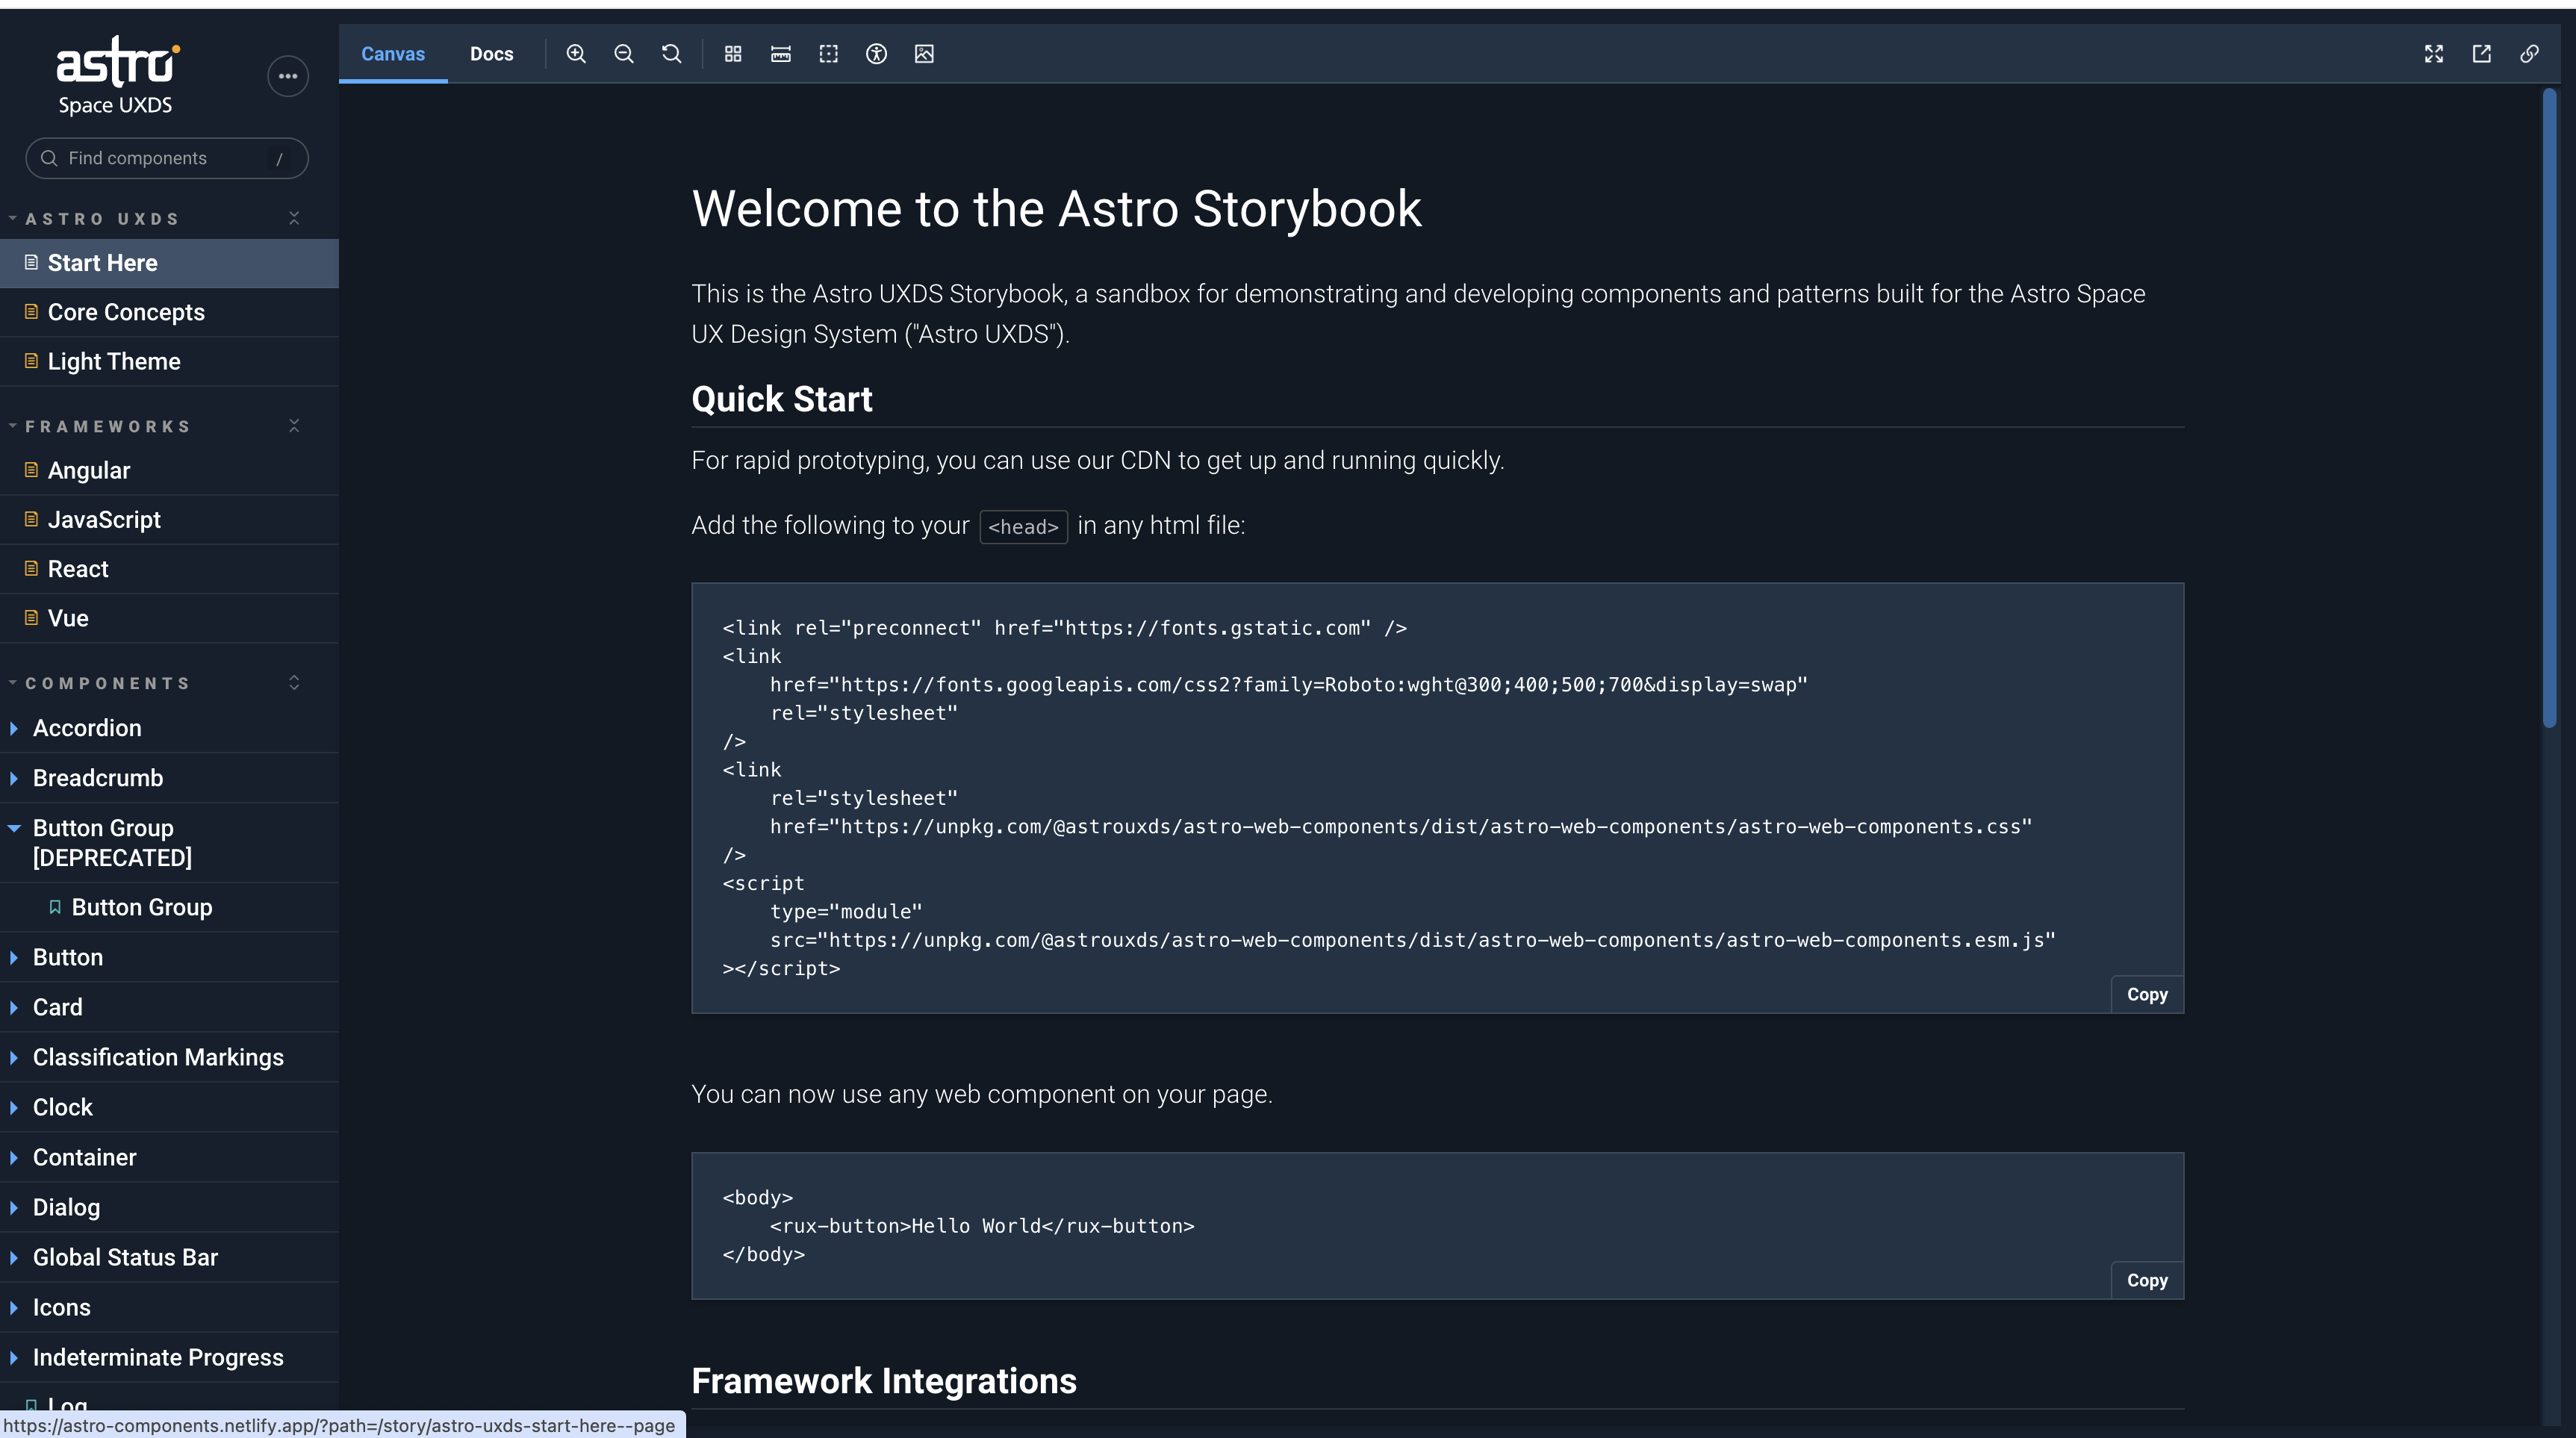 astro
Space UXDS
Find components /
ASTRO UXDS
Start Here
Core Concepts
Light Theme
FRAMEWORKS
Angular
JavaScript
React
Vue
COMPONENTS
Accordion
Breadcrumb
Button Group
[DEPRECATED]
Button Group
Button
Card
Classification Markings
Clock
Container
Dialog
Global Status Bar
Icons
Indeterminate Progress
Log
https://astro-components.netlify.app/?path=/story/astro-uxds-start-here--page
Canvas Docs
Welcome to the Astro Storybook
This is the Astro UXDS Storybook, a sandbox for demonstrating and developing components and patterns built for the Astro Space
UX Design System ("Astro UXDS").
Quick Start
For rapid prototyping, you can use our CDN to get up and running quickly.
Add the following to your <head> in any html file:
<link rel="preconnect" href="https://fonts.gstatic.com" />
<link
href="https://fonts.googleapis.com/css2?family=Roboto:wght@300;400;500;700&display=swap"
rel="stylesheet"
/>
<link
rel="stylesheet"
href="https://unpkg.com/@astrouxds/astro-web-components/dist/astro-web-components/astro-web-components.css"
/>
<script
type="module"
src="https://unpkg.com/@astrouxds/astro-web-components/dist/astro-web-components/astro-web-components.esm.js"
></script>
Copy
You can now use any web component on your page.
<body>
<rux-button>Hello World</rux-button>
</body>
Copy
Framework Integrations